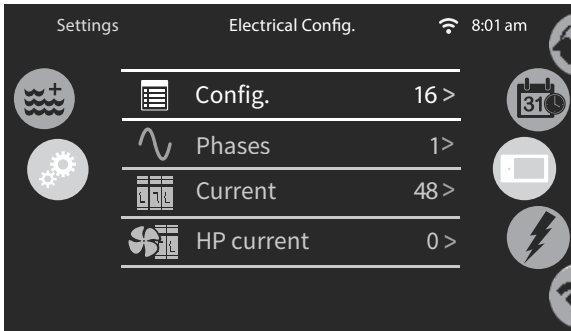 Settings Electrical Config. 8:01 am
Config. 16 >
31
Phases 1>
Current 48 >
HP current 0 >